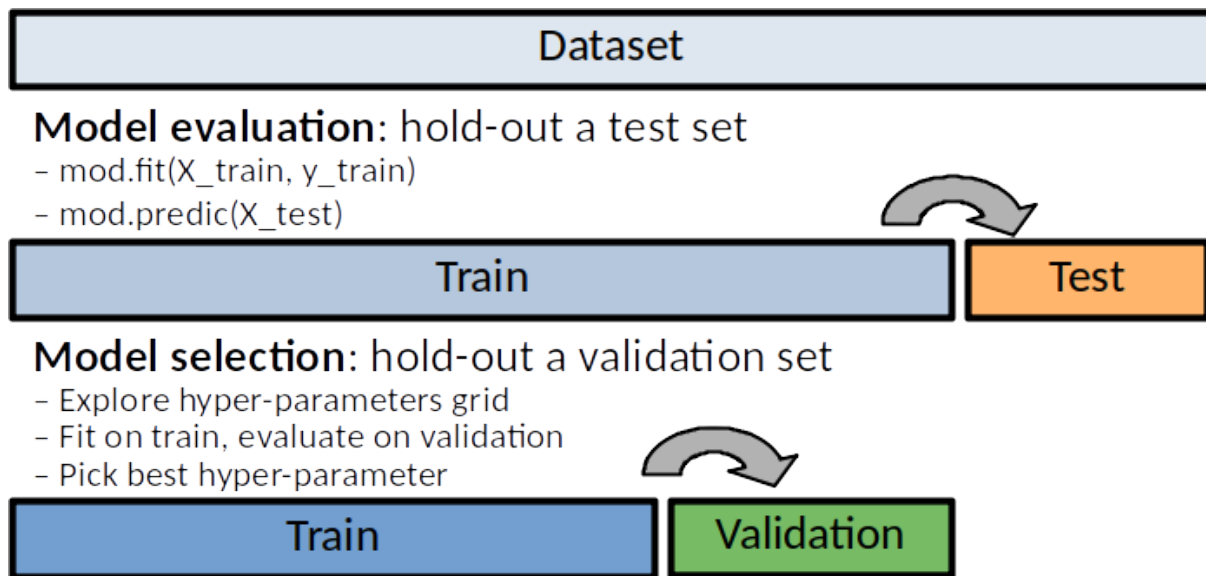 Dataset
Model evaluation: hold-out a test set
– mod.fit(X_train, y_train)
– mod.predic(X_test)
Train
Test
Model selection: hold-out a validation set
– Explore hyper-parameters grid
– Fit on train, evaluate on validation
– Pick best hyper-parameter
Train
Validation